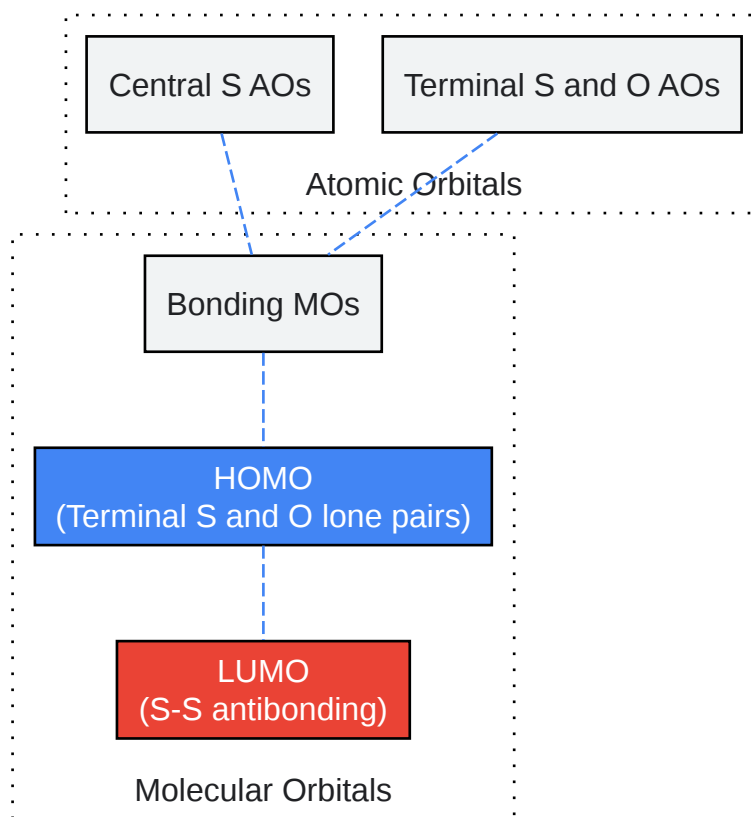 Central S AOs
Terminal S and O AOs
Atomic Orbitals
Bonding MOs
HOMO
(Terminal S and O lone pairs)
LUMO
(S-S antibonding)
Molecular Orbitals